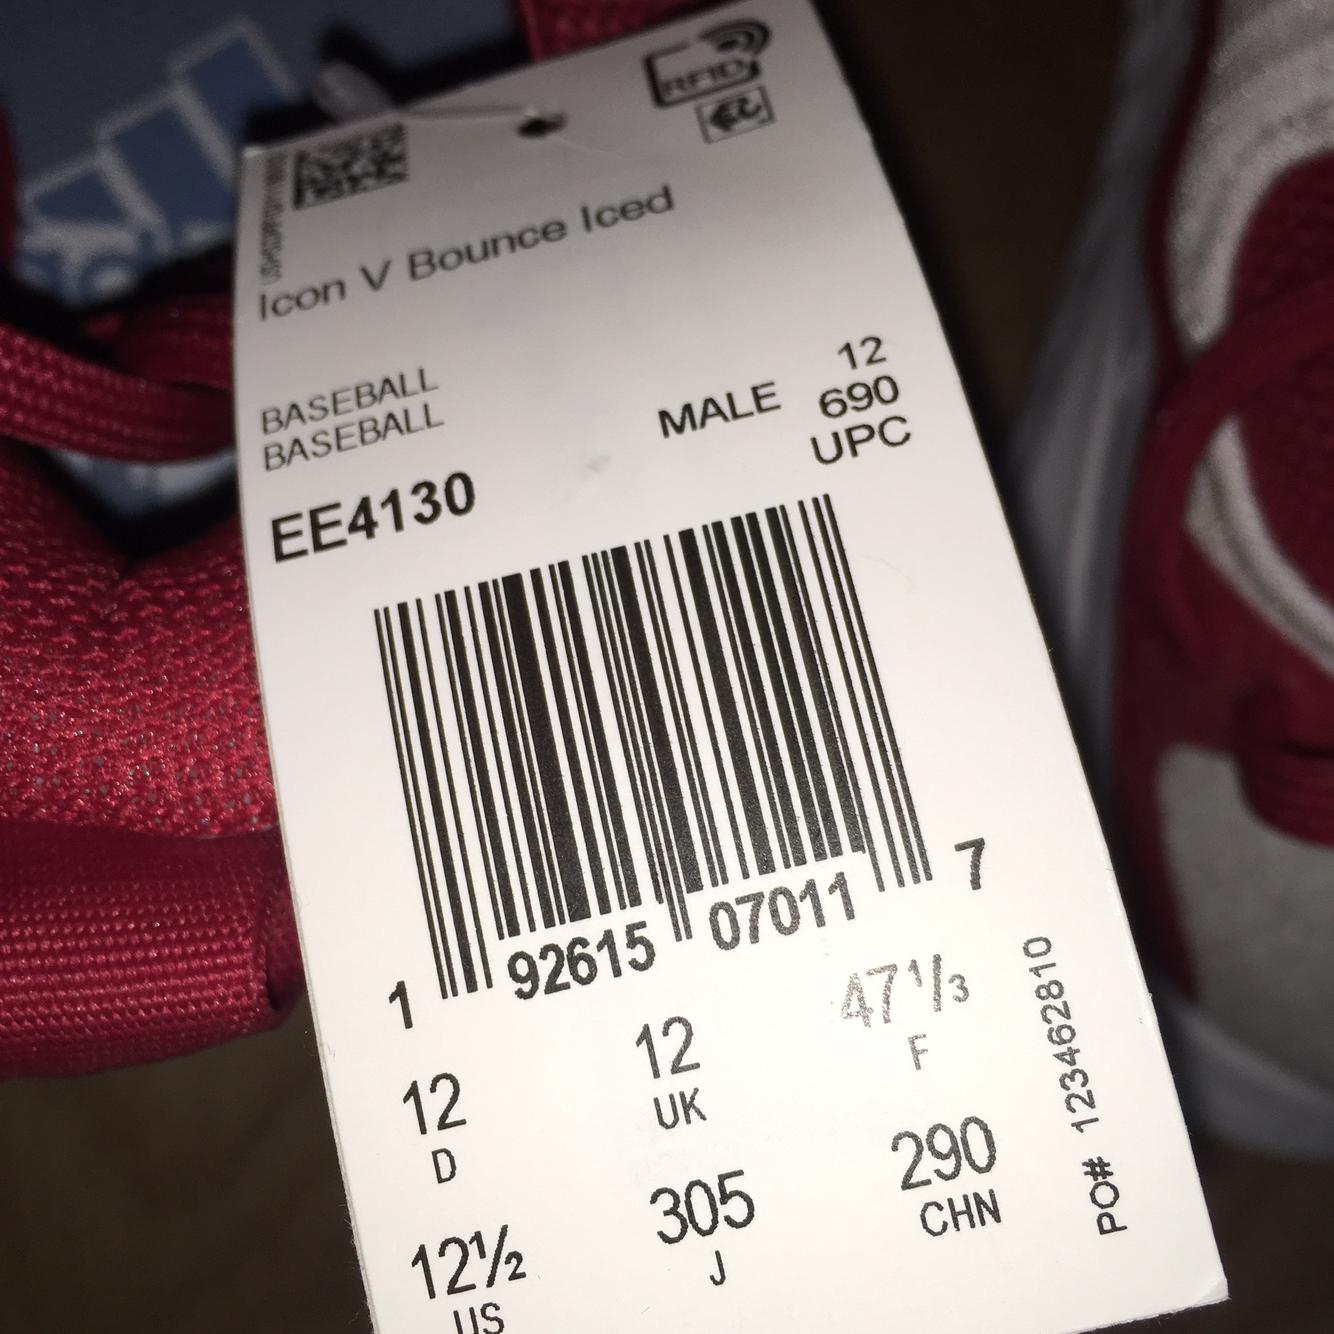 RFID
Icon V Bounce Iced
BASEBALL
BASEBALL
MALE
12
690
UPC
EE4130
1 92615 07011 7
12
D
12
UK
47⅓
F
12½
US
305
J
290
CHN
PO# 123462810